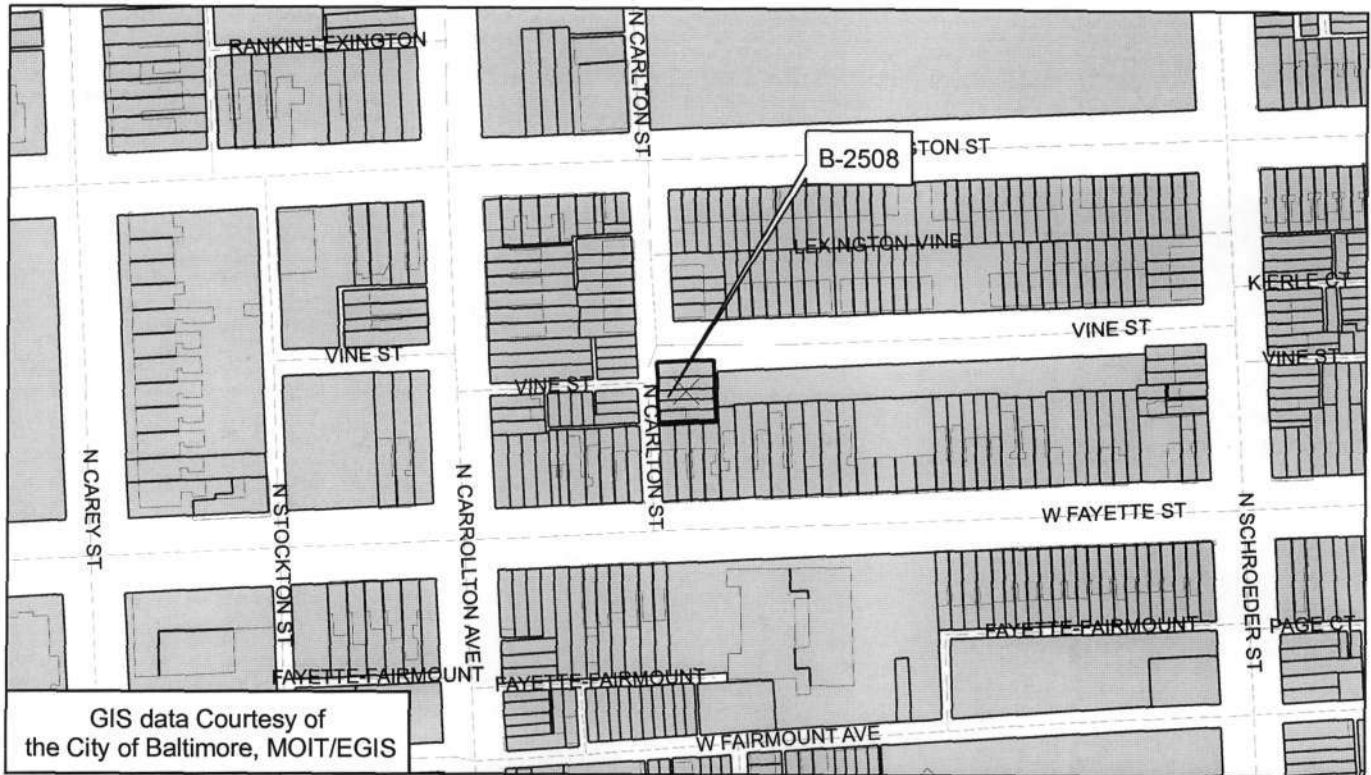 RANKIN-LEXINGTON
N CARLTON ST
B-2508
GTON ST
LEXINGTON-VINE
KIERLE CT
VINE ST
VINE ST
VINE ST
VINE ST
N CARLTON ST
N CAREY ST
N STOCKTON ST
N CARROLLTON AVE
W FAYETTE ST
N SCHROEDER ST
FAYETTE-FAIRMOUNT
FAYETTE-FAIRMOUNT
FAYETTE-FAIRMOUNT
PAGE CT
W FAIRMOUNT AVE
GIS data Courtesy of
the City of Baltimore, MOIT/EGIS